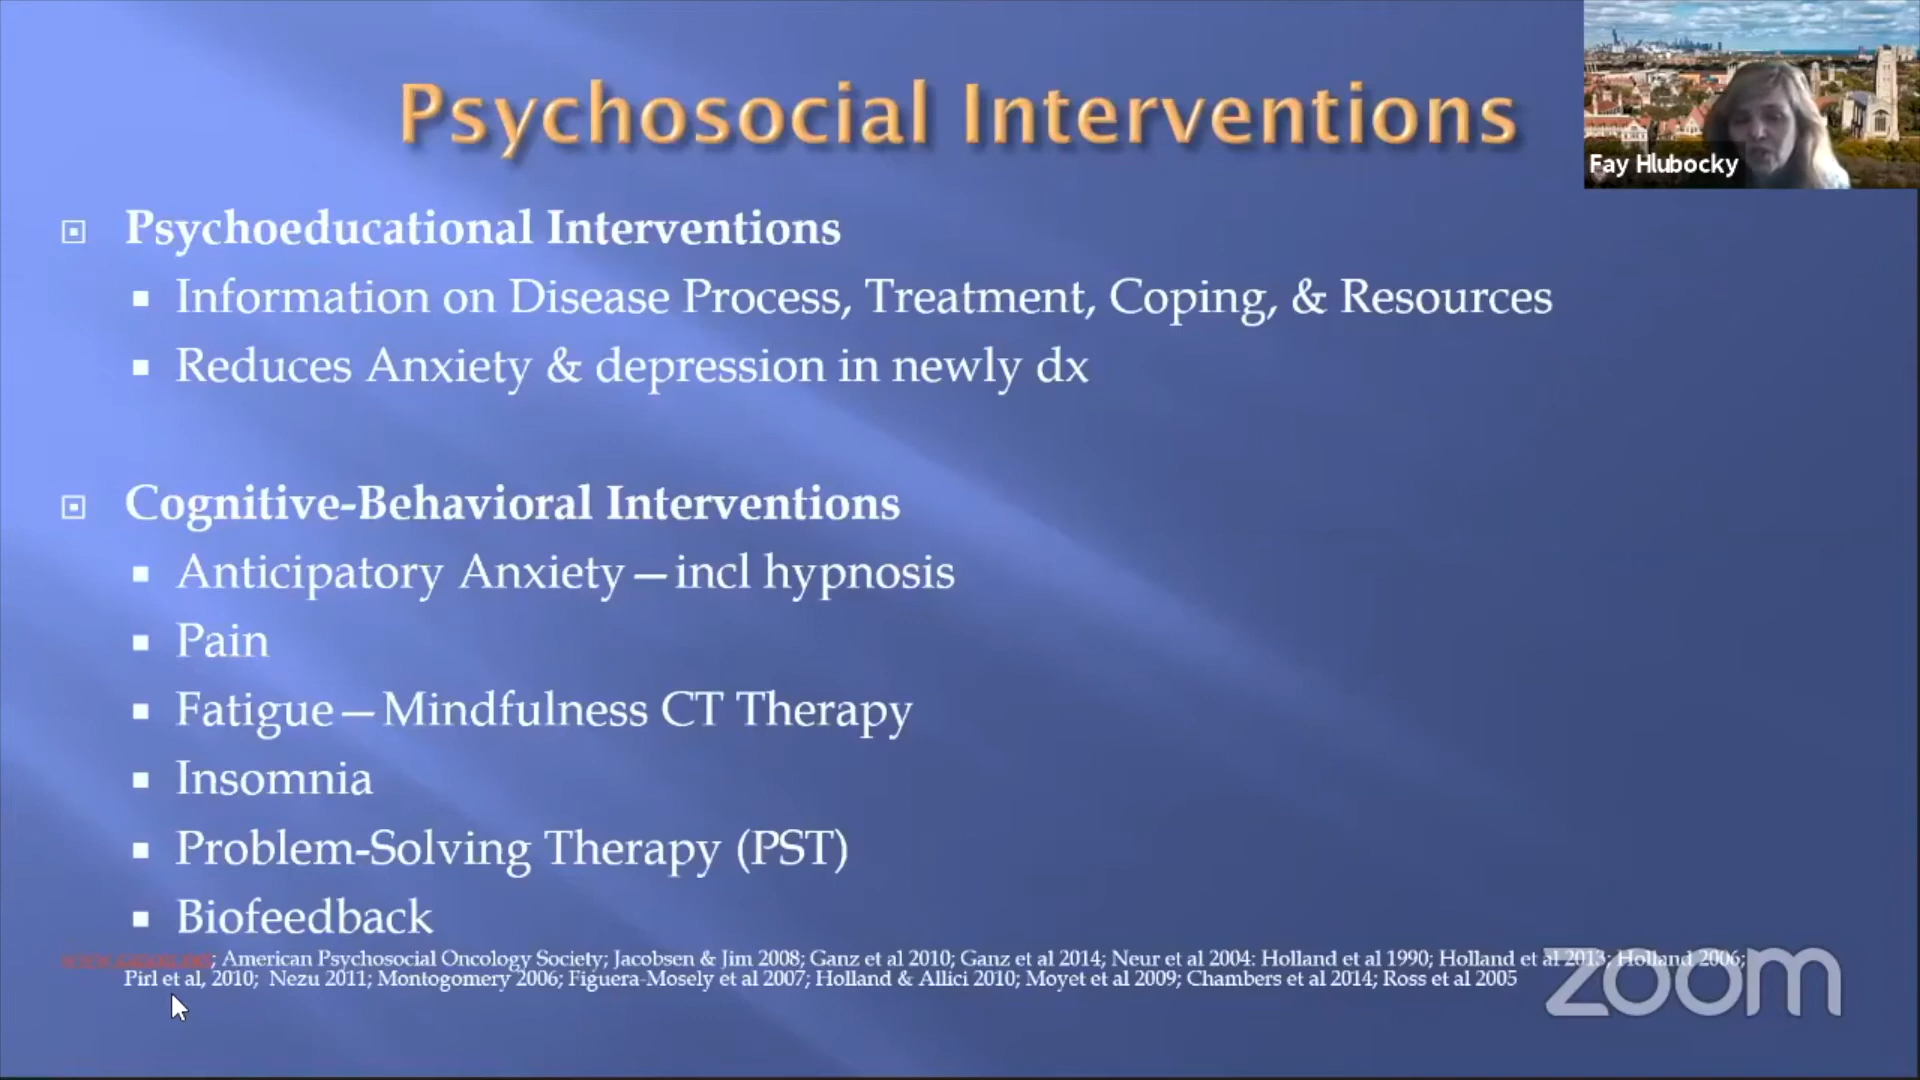 Psychosocial Interventions
Fay Hlubocky
Psychoeducational Interventions
Information on Disease Process, Treatment, Coping, & Resources
Reduces Anxiety & depression in newly dx
Cognitive-Behavioral Interventions
Anticipatory Anxiety—incl hypnosis
Pain
Fatigue—Mindfulness CT Therapy
Insomnia
Problem-Solving Therapy (PST)
Biofeedback
; American Psychosocial Oncology Society; Jacobsen & Jim 2008; Ganz et al 2010; Ganz et al 2014; Neur et al 2004: Holland et al 1990; Holland et al 2013; Holland 2006;
Pirl et al, 2010; Nezu 2011; Montogomery 2006; Figuera-Mosely et al 2007; Holland & Allici 2010; Moyet et al 2009; Chambers et al 2014; Ross et al 2005
zoom